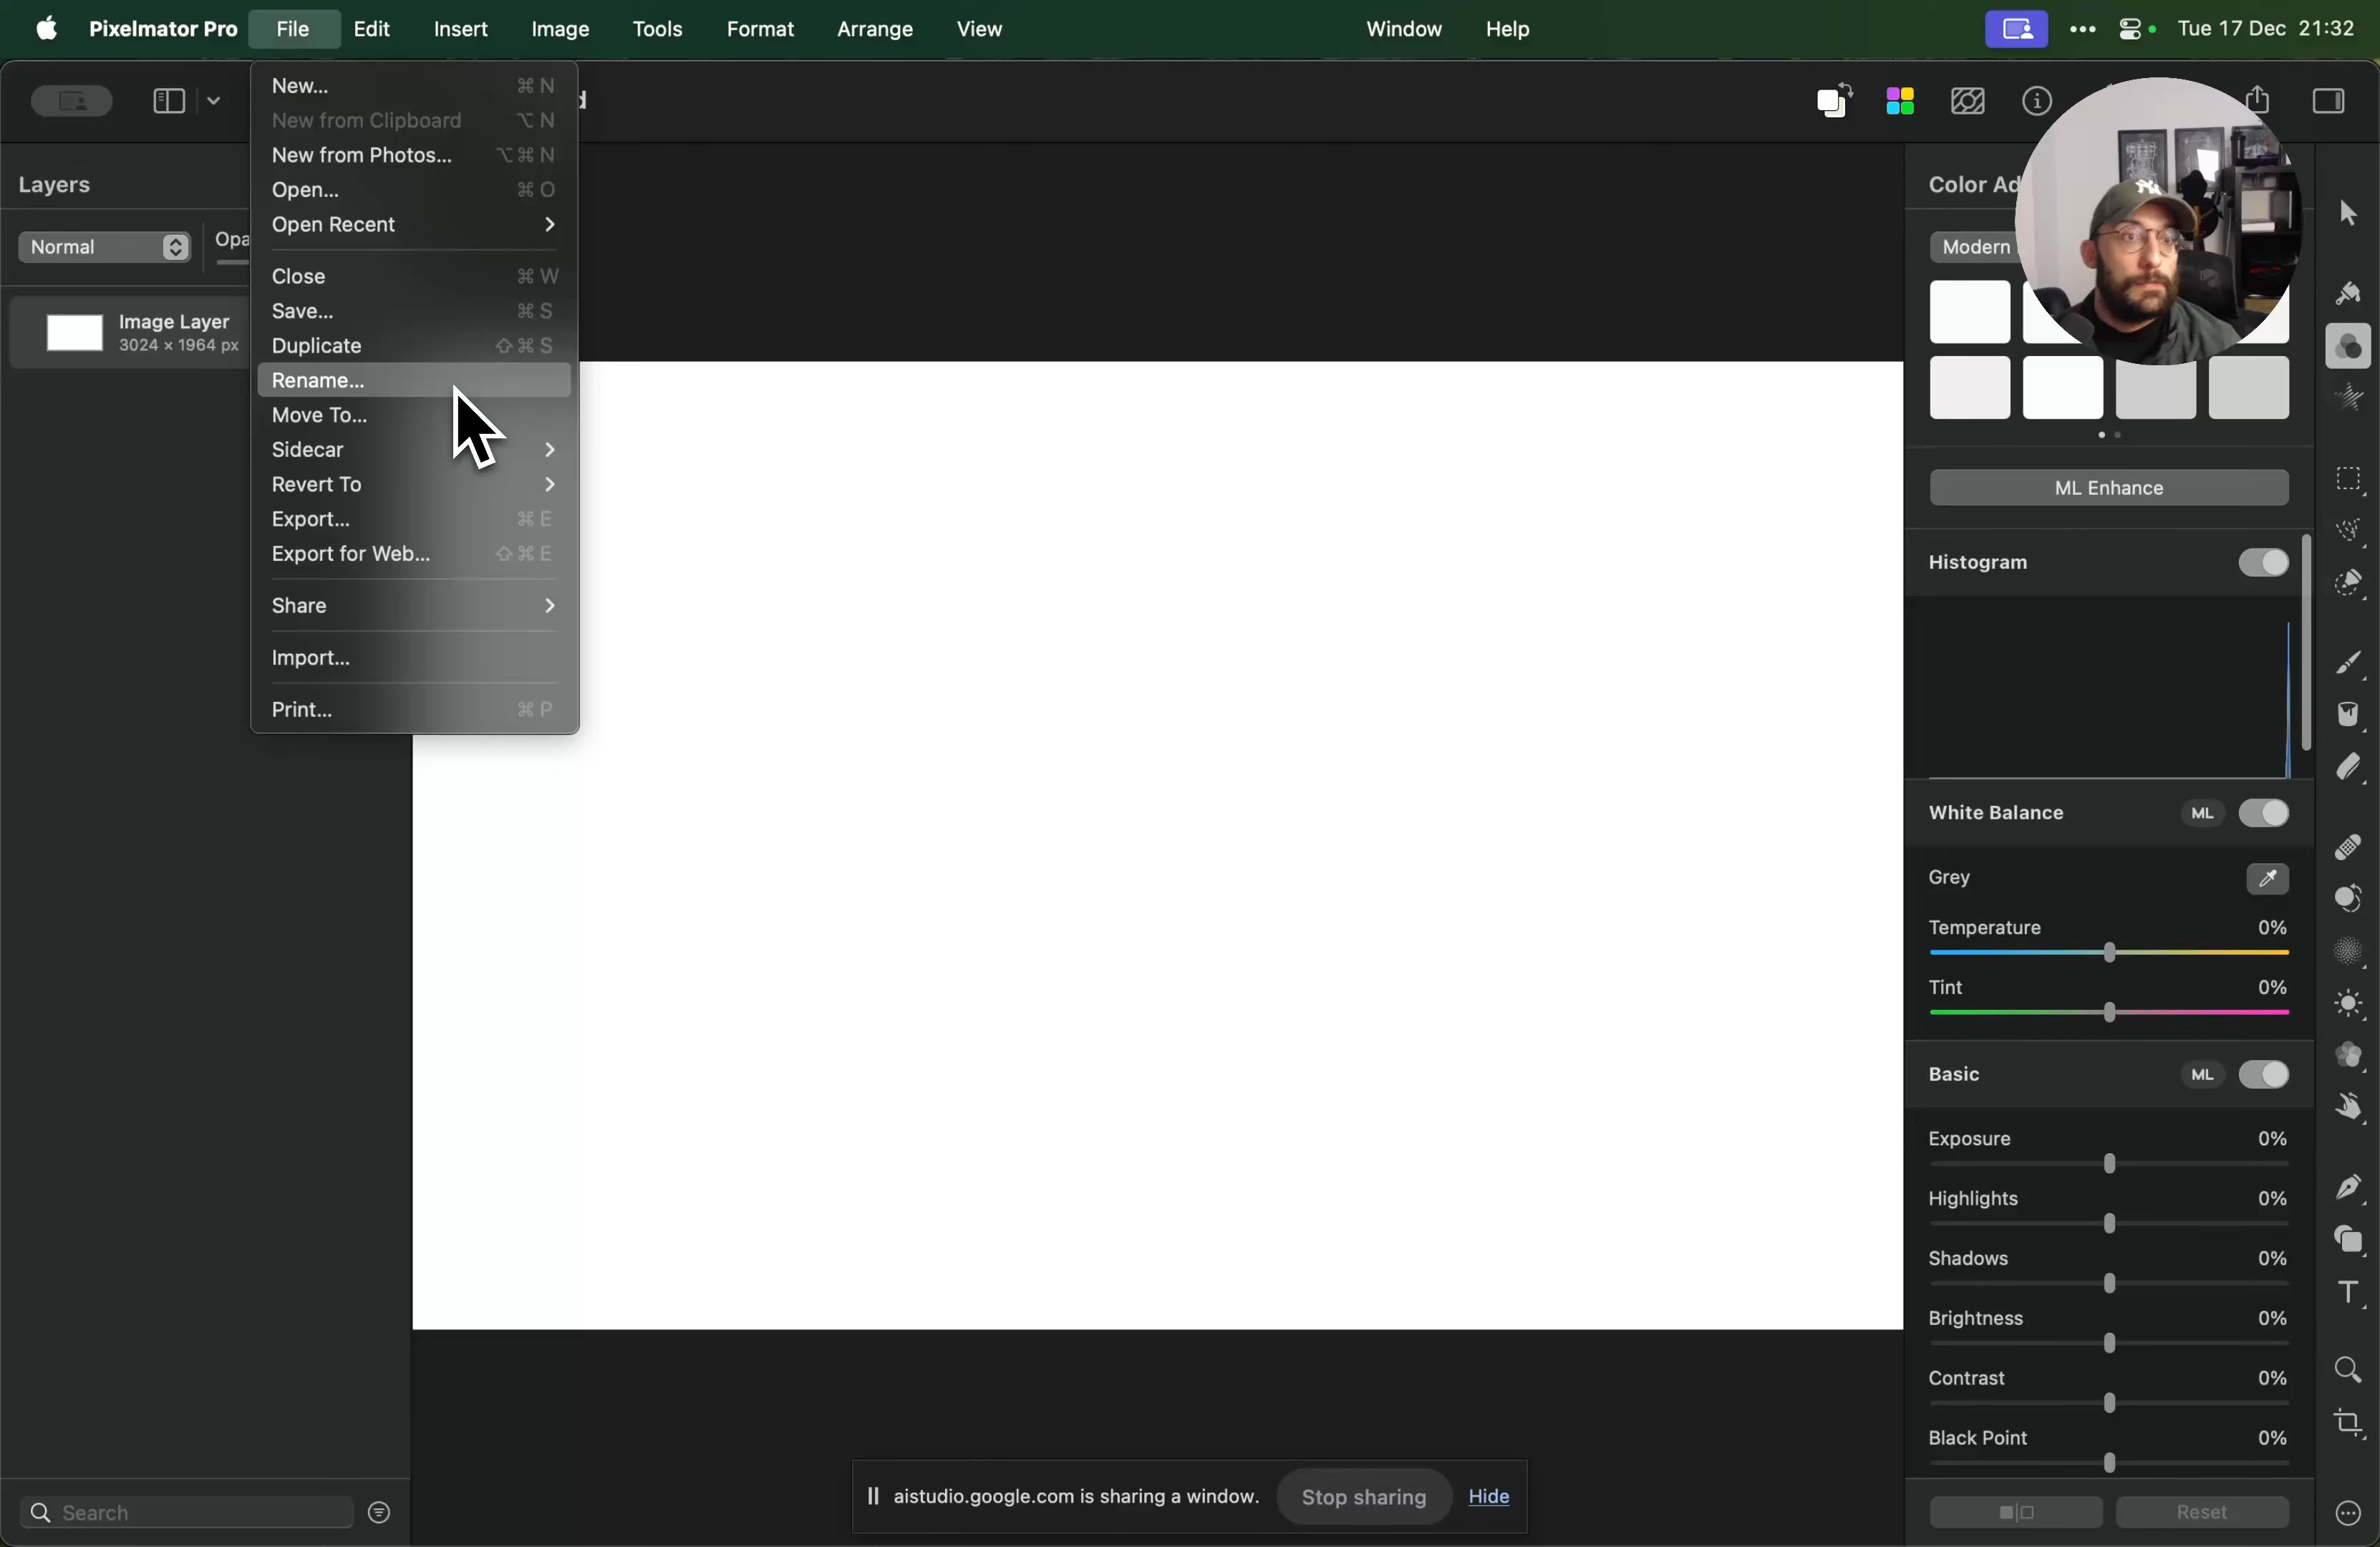 Pixelmator Pro File Edit Insert Image Tools Format Arrange View Window Help Tue 17 Dec 21:32
New... ⌘ N
New from Clipboard ⌥ N
New from Photos... ⌥ ⌘ N
Open... ⌘ O
Open Recent
Close ⌘ W
Save... ⌘ S
Duplicate ⇧ ⌘ S
Rename...
Move To...
Sidecar
Revert To
Export... ⌘ E
Export for Web... ⇧ ⌘ E
Share
Import...
Print... ⌘ P
Layers
Normal
Image Layer
3024 × 1964 px
Search
Color
Modern
ML Enhance
Histogram
White Balance ML
Grey
Temperature 0%
Tint 0%
Basic ML
Exposure 0%
Highlights 0%
Shadows 0%
Brightness 0%
Contrast 0%
Black Point 0%
Reset
aistudio.google.com is sharing a window. Stop sharing Hide